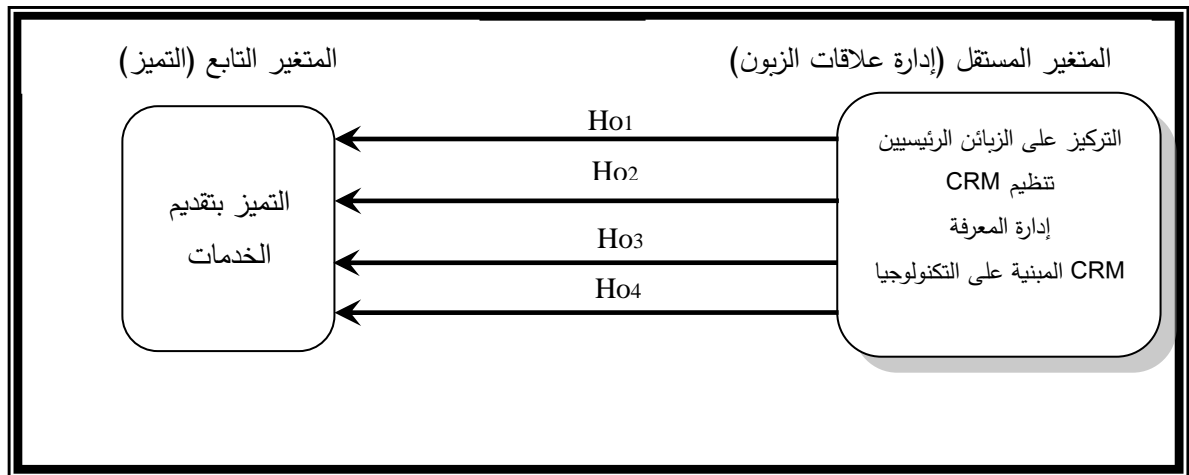 المتغير المستقل (إدارة علاقات الزبون)
المتغير التابع (التميز)
التركيز على الزبائن الرئيسيين
تنظيم CRM
إدارة المعرفة
CRM المبنية على التكنولوجيا
Ho1
Ho2
Ho3
Ho4
التميز بتقديم
الخدمات